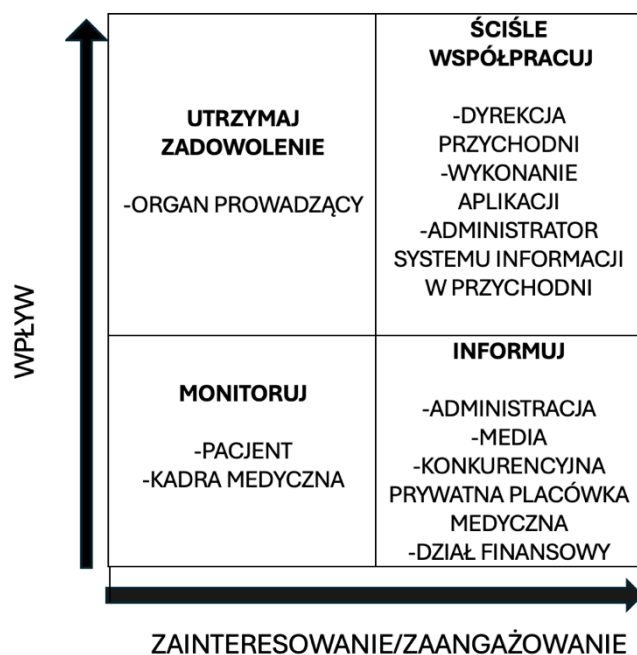 WPŁYW
UTRZYMAJ
ZADOWOLENIE
-ORGAN PROWADZĄCY
ŚCIŚLE
WSPÓŁPRACUJ
-DYREKCJA
PRZYCHODNI
-WYKONANIE
APLIKACJI
-ADMINISTRATOR
SYSTEMU INFORMACJI
W PRZYCHODNI
MONITORUJ
-PACJENT
-KADRA MEDYCZNA
INFORMUJ
-ADMINISTRACJA
-MEDIA
-KONKURENCYJNA
PRYWATNA PLACÓWKA
MEDYCZNA
-DZIAŁ FINANSOWY
ZAINTERESOWANIE/ZAANGAŻOWANIE